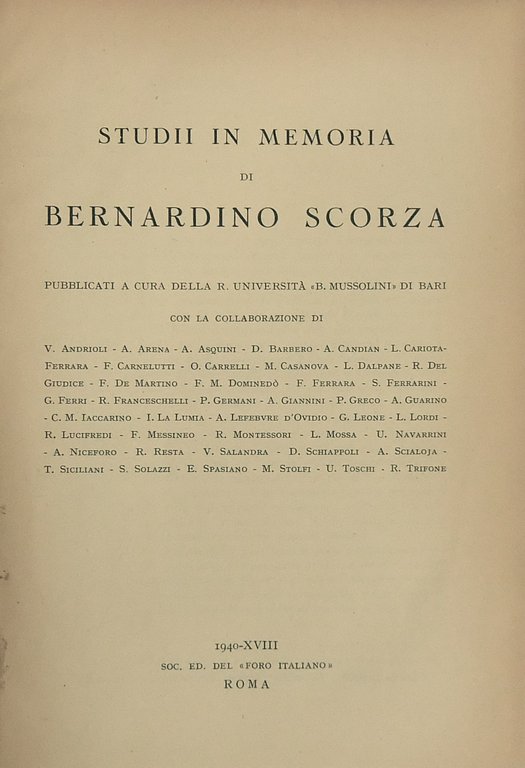 STUDII IN MEMORIA
DI
BERNARDINO SCORZA
PUBBLICATI A CURA DELLA R. UNIVERSITÀ «B. MUSSOLINI» DI BARI
CON LA COLLABORAZIONE DI
V. ANDRIOLI - A. ARENA - A. ASQUINI - D. BARBERO - A. CANDIAN - L. CARIOTA-
FERRARA - F. CARNELUTTI - O. CARRELLI - M. CASANOVA - L. DALPANE - R. DEL
GIUDICE - F. DE MARTINO - F. M. DOMINEDÒ - F. FERRARA - S. FERRARINI -
G. FERRI - R. FRANCESCHELLI - P. GERMANI - A. GIANNINI - P. GRECO - A. GUARINO
- C. M. IACCARINO - I. LA LUMIA - A. LEFEBVRE D'OVIDIO - G. LEONE - L. LORDI -
R. LUCIFREDI - F. MESSINEO - R. MONTESSORI - L. MOSSA - U. NAVARRINI
- A. NICEFORO - R. RESTA - V. SALANDRA - D. SCHIAPPOLI - A. SCIALOJA -
T. SICILIANI - S. SOLAZZI - E. SPASIANO - M. STOLFI - U. TOSCHI - R. TRIFONE
1940-XVIII
SOC. ED. DEL «FORO ITALIANO»
ROMA